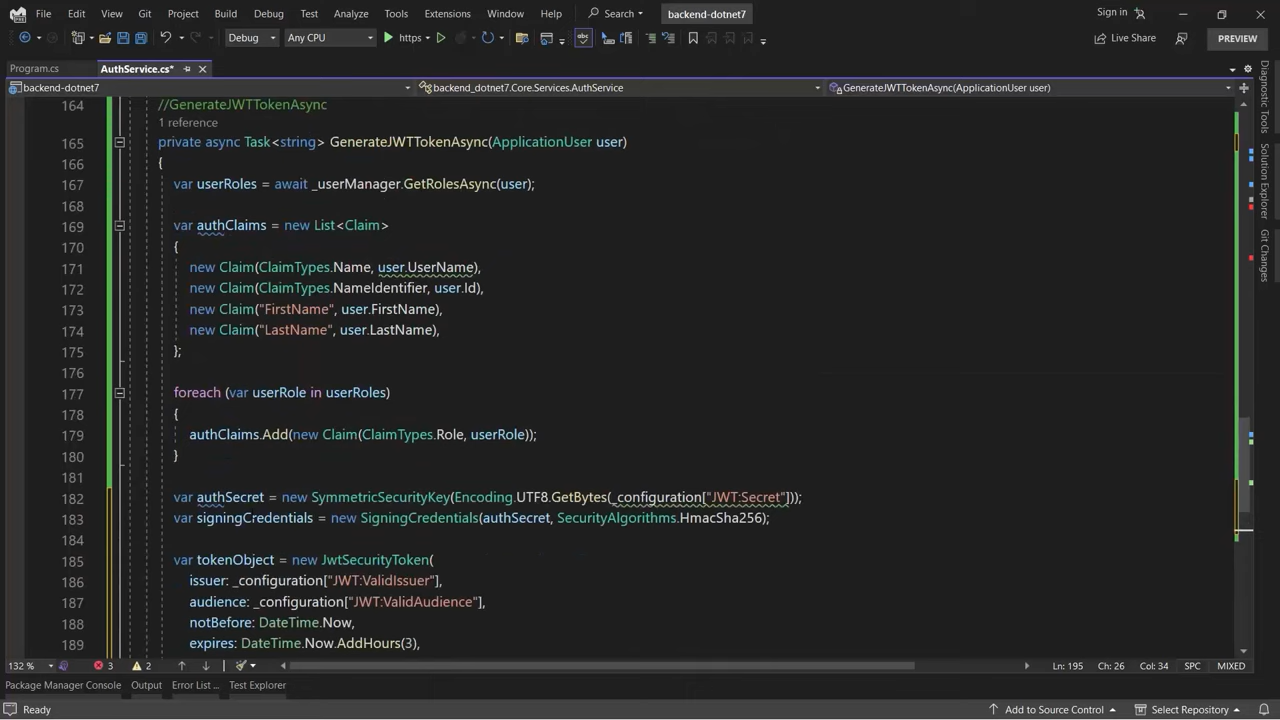 File Edit View Git Project Build Debug Test Analyze Tools Extensions Window Help Search backend-dotnet7 Sign in
Debug Any CPU https abc Live Share PREVIEW
Program.cs AuthService.cs*
backend-dotnet7 backend_dotnet7.Core.Services.AuthService GenerateJWTTokenAsync(ApplicationUser user)
164 //GenerateJWTTokenAsync
1 reference
165 private async Task<string> GenerateJWTTokenAsync(ApplicationUser user)
166 {
167 var userRoles = await _userManager.GetRolesAsync(user);
168
169 var authClaims = new List<Claim>
170 {
171 new Claim(ClaimTypes.Name, user.UserName),
172 new Claim(ClaimTypes.NameIdentifier, user.Id),
173 new Claim("FirstName", user.FirstName),
174 new Claim("LastName", user.LastName),
175 };
176
177 foreach (var userRole in userRoles)
178 {
179 authClaims.Add(new Claim(ClaimTypes.Role, userRole));
180 }
181
182 var authSecret = new SymmetricSecurityKey(Encoding.UTF8.GetBytes(_configuration["JWT:Secret"]));
183 var signingCredentials = new SigningCredentials(authSecret, SecurityAlgorithms.HmacSha256);
184
185 var tokenObject = new JwtSecurityToken(
186 issuer: _configuration["JWT:ValidIssuer"],
187 audience: _configuration["JWT:ValidAudience"],
188 notBefore: DateTime.Now,
189 expires: DateTime.Now.AddHours(3),
Diagnostic Tools
Solution Explorer
Git Changes
132 % 3 2 Ln: 195 Ch: 26 Col: 34 SPC MIXED
Package Manager Console Output Error List ... Test Explorer
Ready Add to Source Control Select Repository